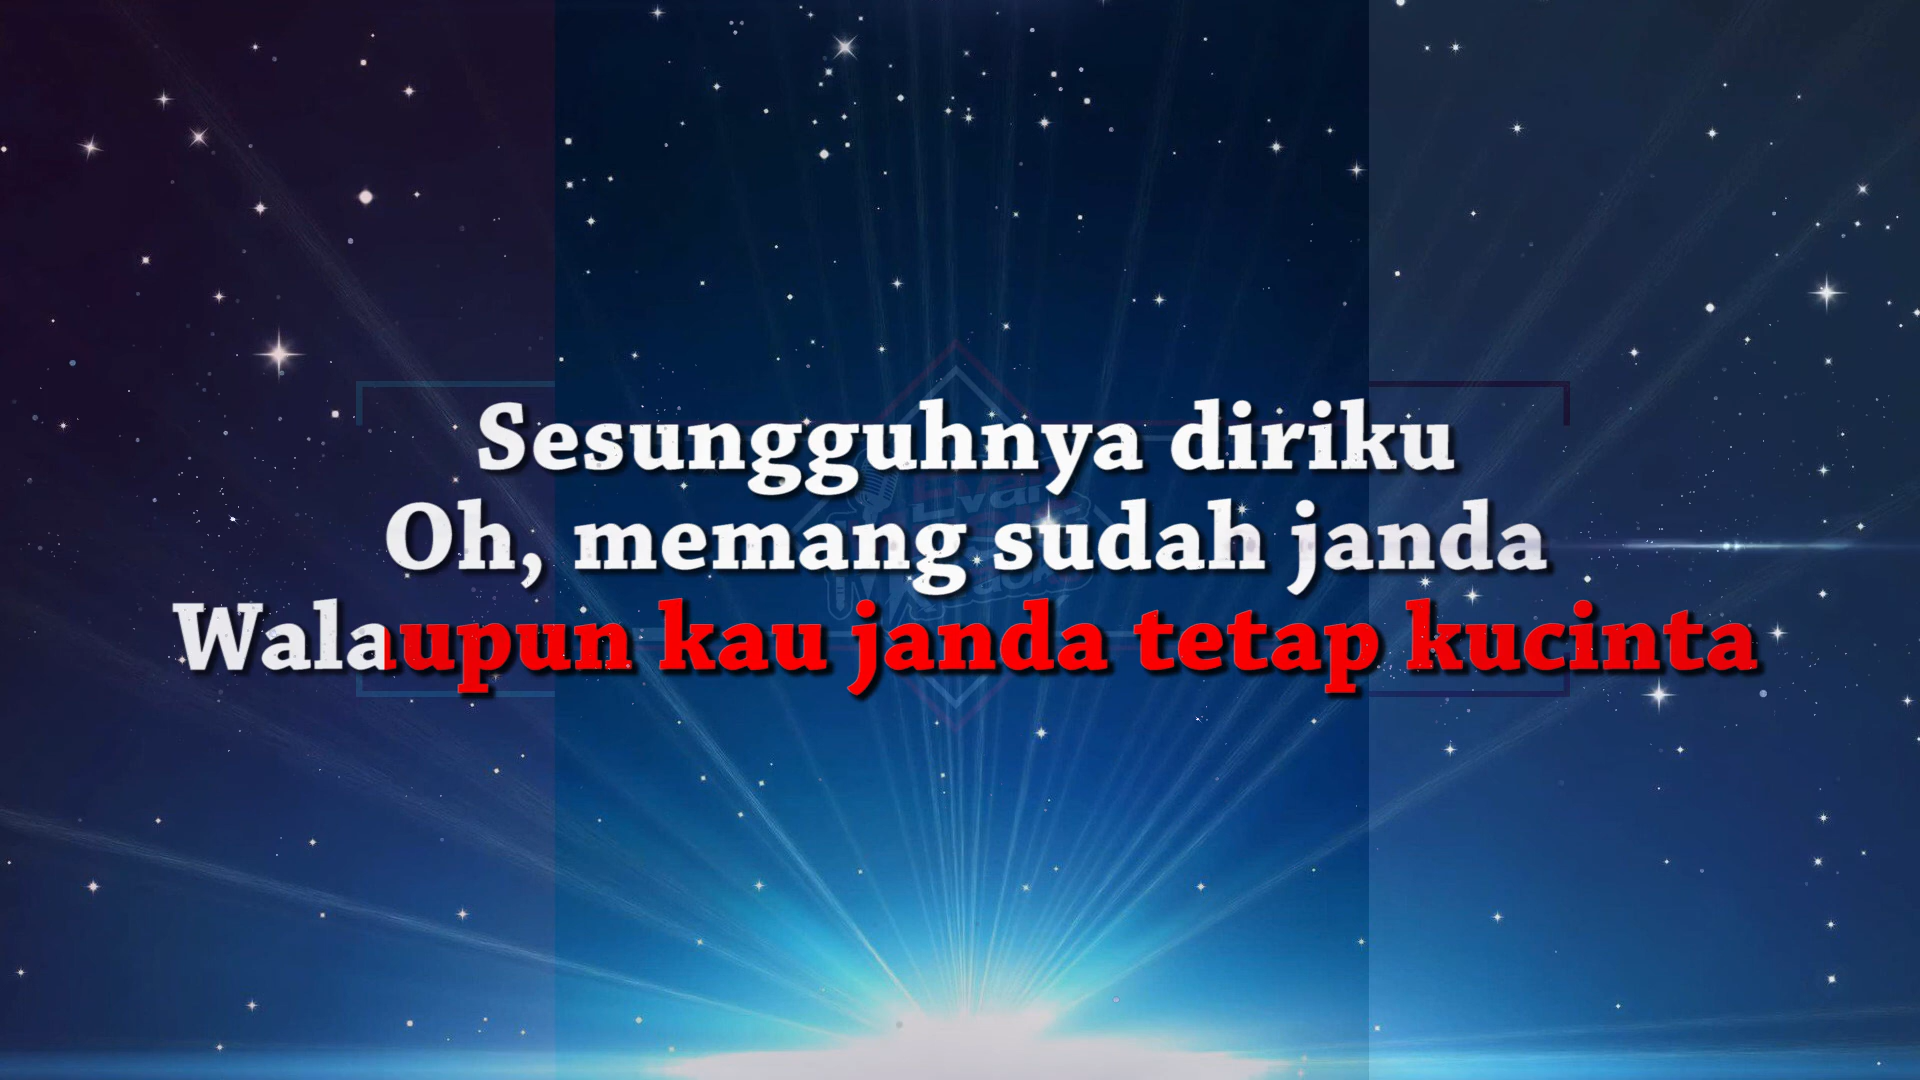 Sesungguhnya diriku
Oh, memang sudah janda
Walaupun kau janda tetap kucinta